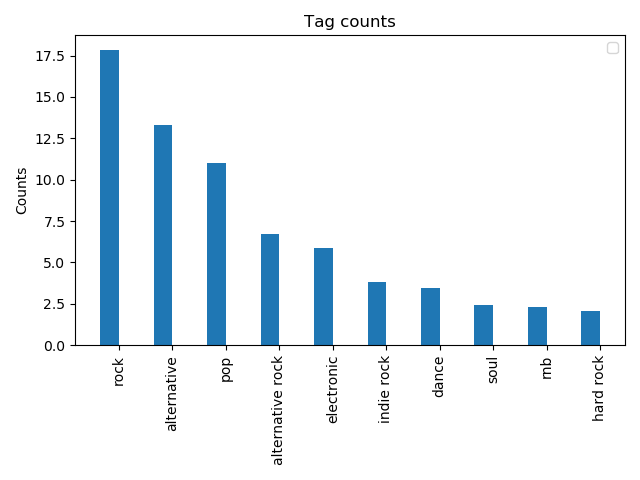 Tag counts
Counts
17.5
15.0
12.5
10.0
7.5
5.0
2.5
0.0
rock
alternative
pop
alternative rock
electronic
indie rock
dance
soul
rnb
hard rock